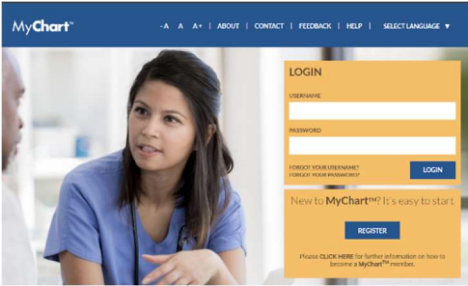 MyChart™
-A A A+ | ABOUT | CONTACT | FEEDBACK | HELP | SELECT LANGUAGE ▼
LOGIN
USERNAME
PASSWORD
FORGOT YOUR USERNAME?
FORGOT YOUR PASSWORD?
LOGIN
New to MyChart™? It's easy to start
REGISTER
Please CLICK HERE for further information on how to
become a MyChart™ member.